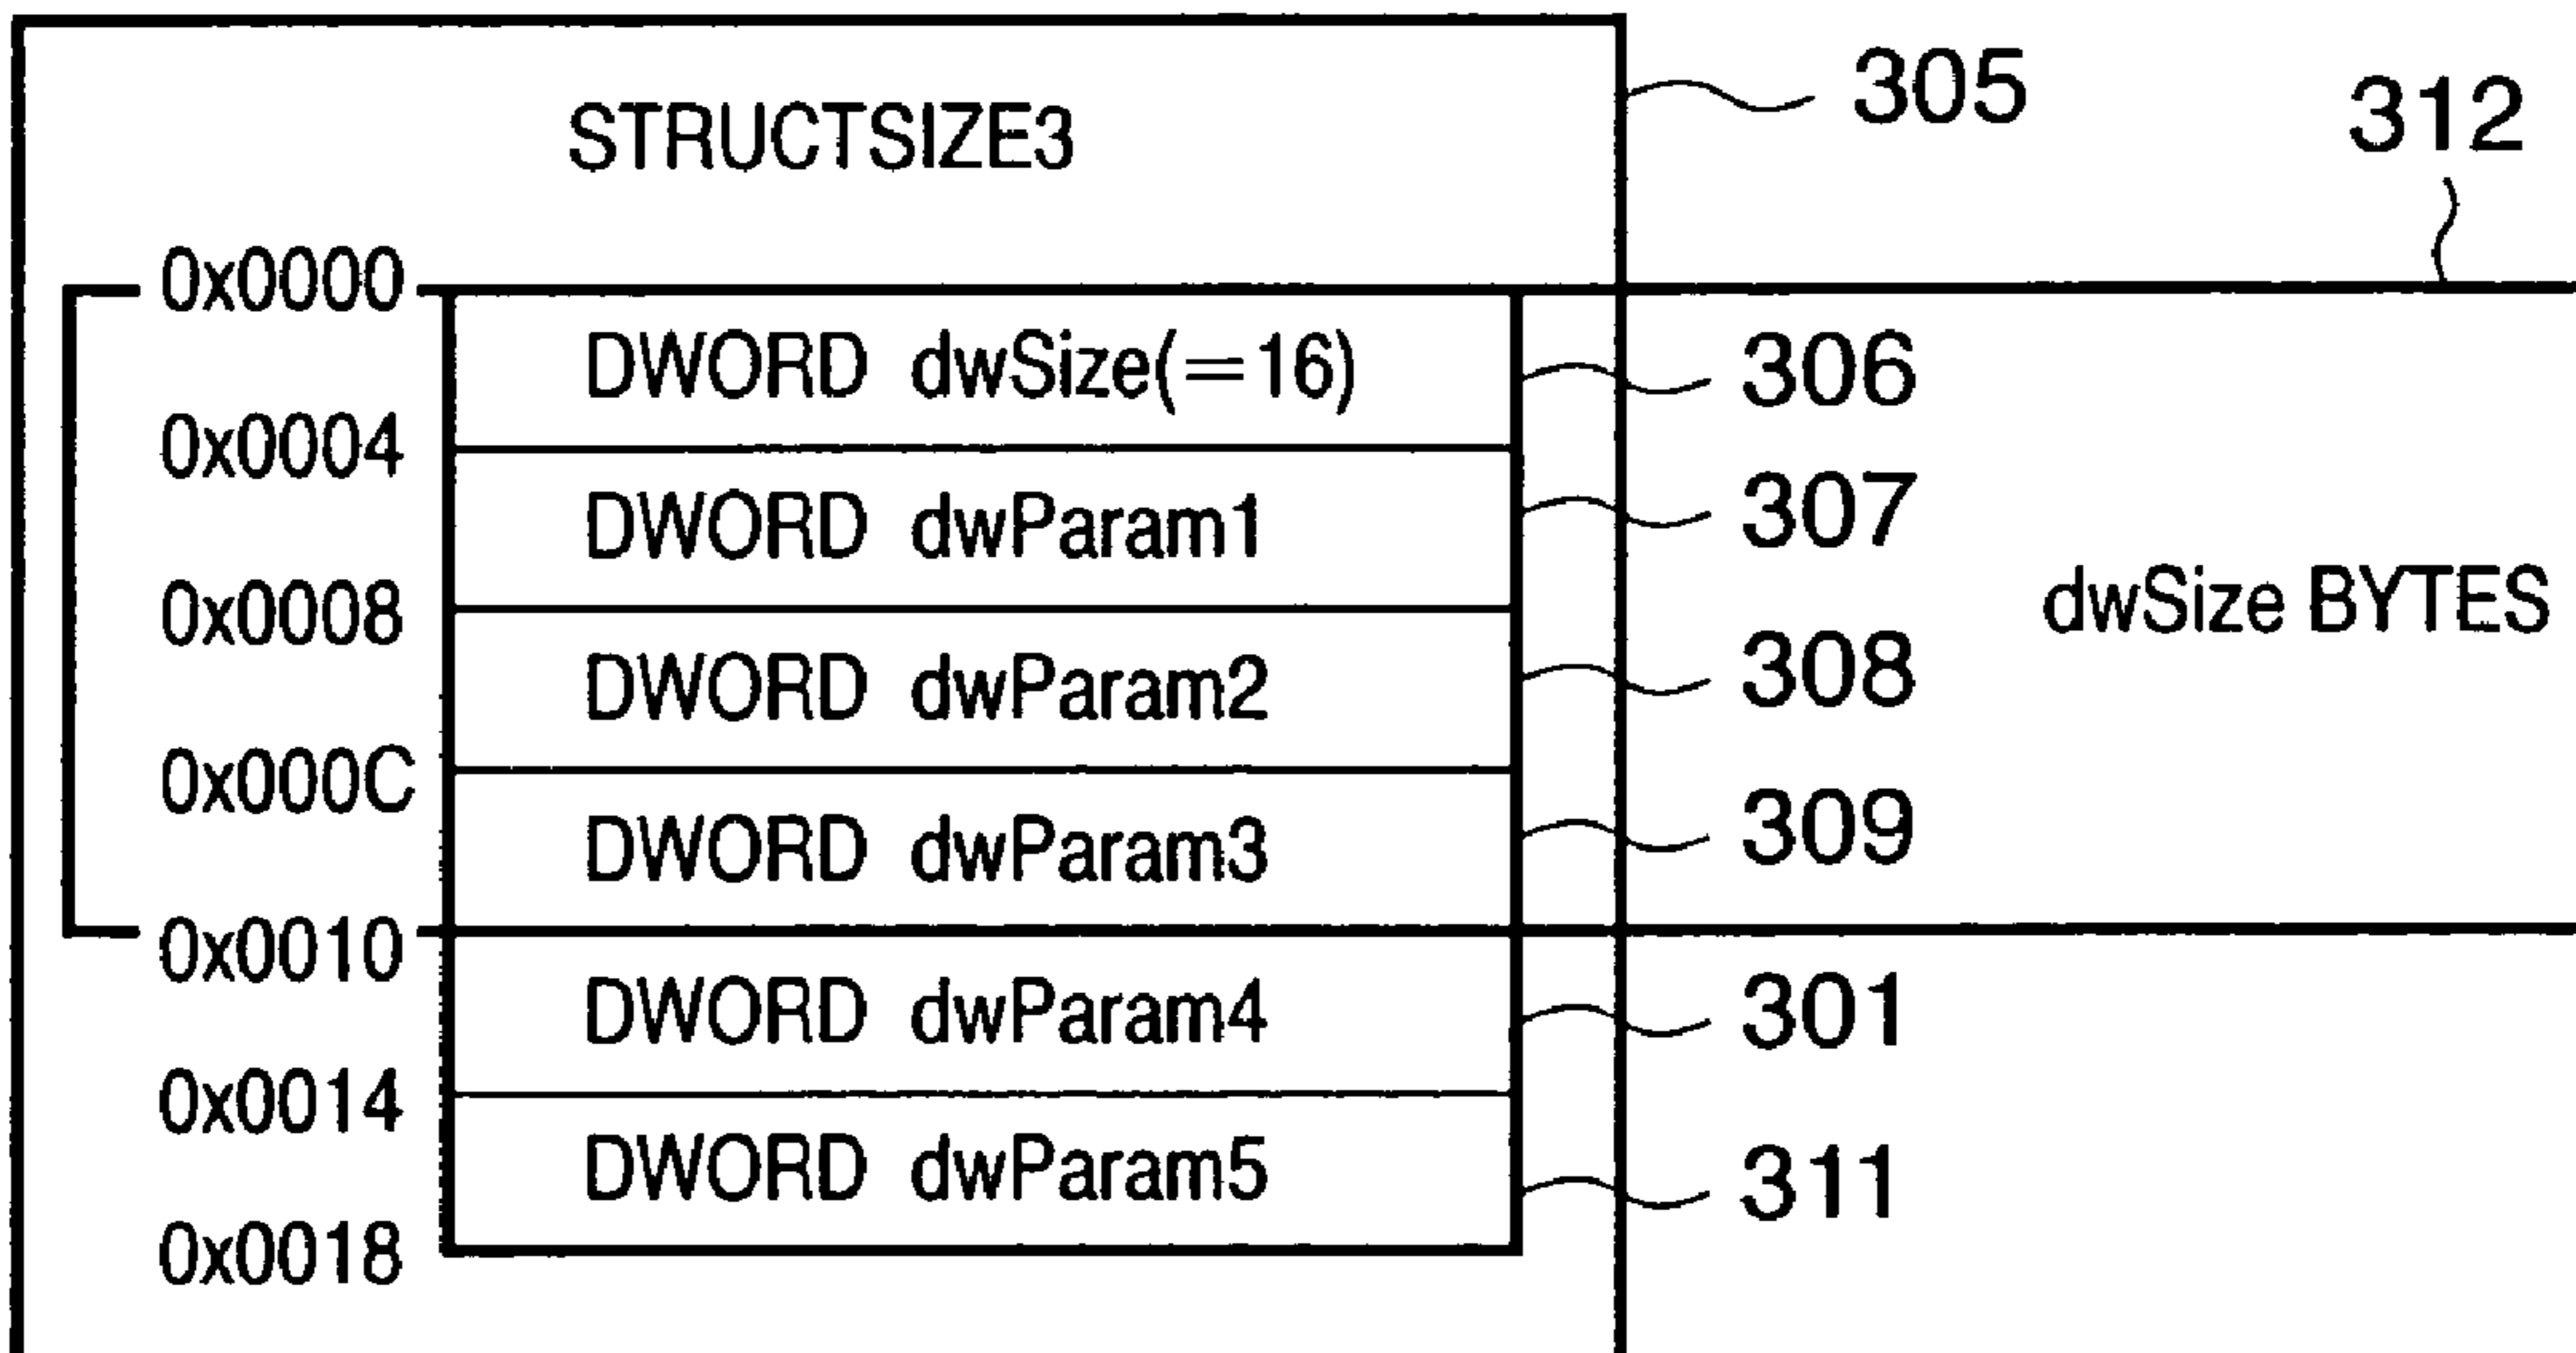 305
STRUCTSIZE3
312
0x0000
DWORD dwSize(=16) 306
0x0004
DWORD dwParam1 307
0x0008
dwSize BYTES
DWORD dwParam2 308
0x000C
DWORD dwParam3 309
0x0010
DWORD dwParam4 301
0x0014
DWORD dwParam5 311
0x0018